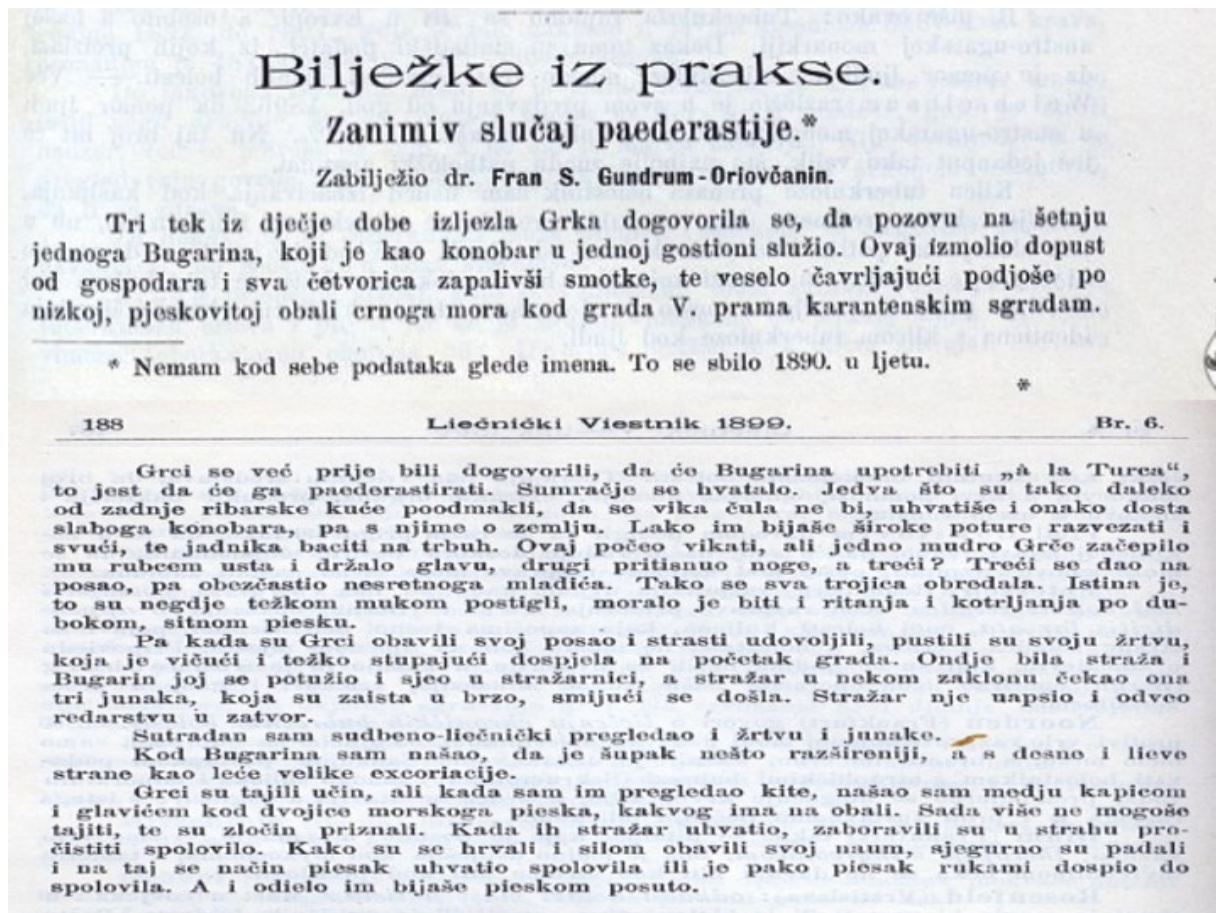 Bilježke iz prakse.
Zanimiv slučaj paederastije.*
Zabilježio dr. Fran S. Gundrum-Oriovčanin.
Tri tek iz dječje dobe izljezla Grka dogovorila se, da pozovu na šetnju
jednoga Bugarina, koji je kao konobar u jednoj gostioni služio. Ovaj izmolio dopust
od gospodara i sva četvorica zapalivši smotke, te veselo čavrljajući podjoše po
nizkoj, pjeskovitoj obali crnoga mora kod grada V. prama karantenskim sgradam.
* Nemam kod sebe podataka glede imena. To se sbilo 1890. u ljetu.
*
188 Liečnički Viestnik 1899. Br. 6.
Grci se već prije bili dogovorili, da će Bugarina upotrebiti „à la Turca“,
to jest da će ga paederastirati. Sumračje se hvatalo. Jedva što su tako daleko
od zadnje ribarske kuće poodmakli, da se vika čula ne bi, uhvatiše i onako dosta
slaboga konobara, pa s njime o zemlju. Lako im bijaše široke poture razvezati i
svući, te jadnika baciti na trbuh. Ovaj počeo vikati, ali jedno mudro Grče začepilo
mu rubcem usta i držalo glavu, drugi pritisnuo noge, a treći? Treći se dao na
posao, pa obezčastio nesretnoga mladića. Tako se sva trojica obredala. Istina je,
to su negdje težkom mukom postigli, moralo je biti i ritanja i koprljanja po du-
bokom, sitnom piesku.
Pa kada su Grci obavili svoj posao i strasti udovoljili, pustili su svoju žrtvu,
koja je vičući i težko stupajući dospjela na početak grada. Ondje bila straža i
Bugarin joj se potužio i sjeo u stražarnici, a stražar u nekom zaklonu čekao ona
tri junaka, koja su zaista u brzo, smijući se došla. Stražar nje uapsio i odveo
redarstvu u zatvor.
Sutradan sam sudbeno-liečnički pregledao i žrtvu i junake.
Kod Bugarina sam našao, da je šupak nešto razširaniji, a na lieve
strane kao leće velike excoriacije.
Grci su tajili učin, ali kada sam im pregledao kite, našao sam medju kapicom
i glavićem kod dvojice morskoga pieska, kakvog ima na obali. Sada više ne mogoše
tajiti, te su zločin priznali. Kada ih stražar uhvatio, zaboravili su u strahu pro-
čistiti spolovilo. Kako su se hrvali i silom obavili svoj naum, sjegurno su padali
i na taj se način piesak uhvatio spolovila ili je pako piesak rukami dospio do
spolovila. A i odielo im bijaše pieskom posuto.